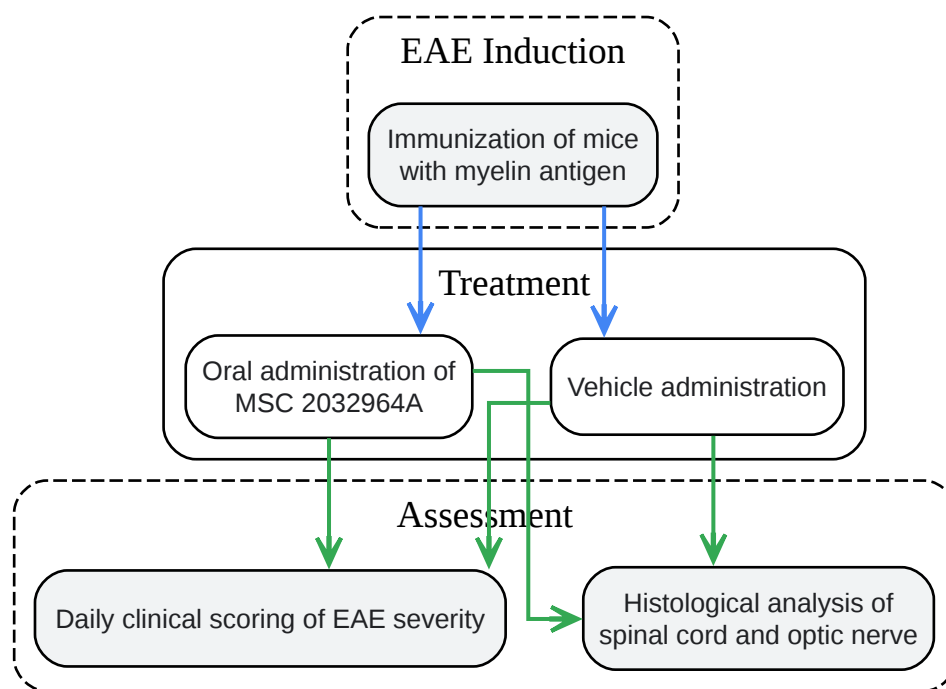 EAE Induction
Immunization of mice
with myelin antigen
Treatment
Oral administration of
MSC 2032964A
Vehicle administration
Assessment
Daily clinical scoring of EAE severity
Histological analysis of
spinal cord and optic nerve